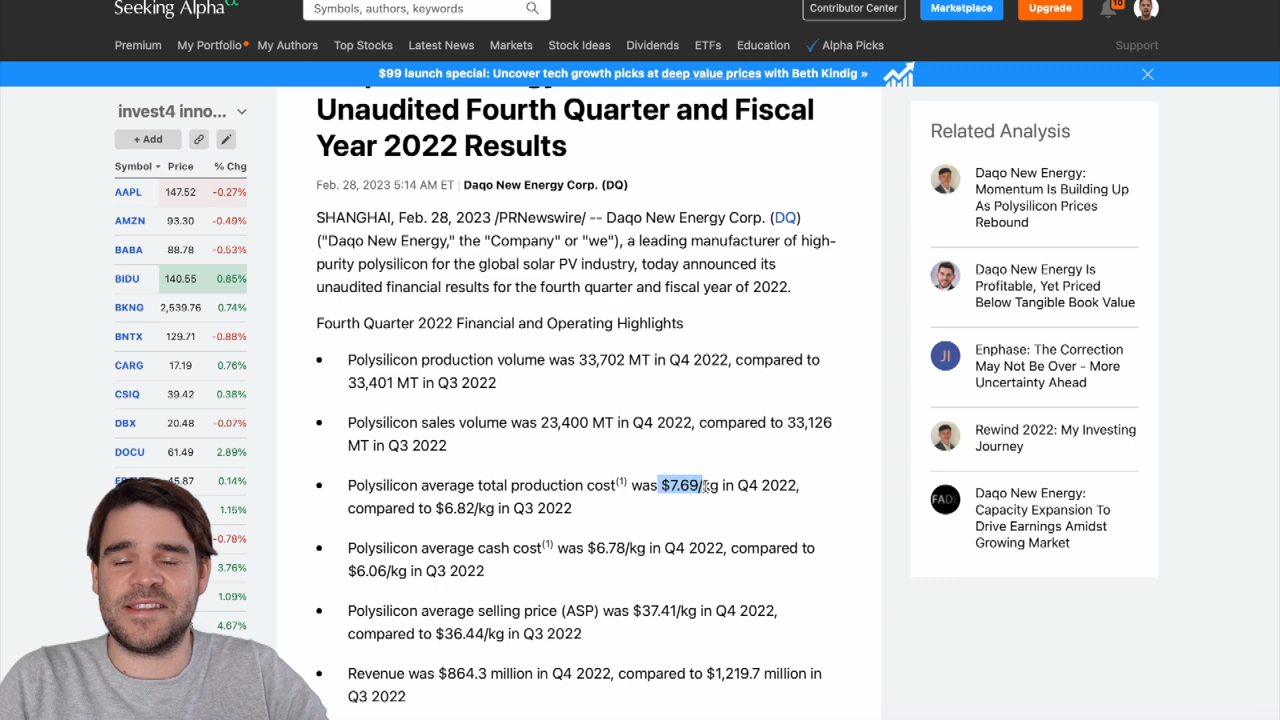 Seeking Alpha α
Symbols, authors, keywords
Contributor Center
Marketplace
Upgrade
10
Premium My Portfolio My Authors Top Stocks Latest News Markets Stock Ideas Dividends ETFs Education Alpha Picks Support
$99 launch special: Uncover tech growth picks at deep value prices with Beth Kindig »
invest4 inno...
+ Add
Symbol Price % Chg
AAPL 147.52 -0.27%
AMZN 93.30 -0.49%
BABA 88.78 -0.53%
BIDU 140.55 0.85%
BKNG 2,539.76 0.74%
BNTX 129.71 -0.88%
CARG 17.19 0.76%
CSIQ 39.42 0.38%
DBX 20.48 -0.07%
DOCU 61.49 2.89%
45.87 0.14%
1.15%
-0.78%
3.76%
1.09%
4.67%
Unaudited Fourth Quarter and Fiscal
Year 2022 Results
Feb. 28, 2023 5:14 AM ET | Daqo New Energy Corp. (DQ)
SHANGHAI, Feb. 28, 2023 /PRNewswire/ -- Daqo New Energy Corp. (DQ)
("Daqo New Energy," the "Company" or "we"), a leading manufacturer of high-
purity polysilicon for the global solar PV industry, today announced its
unaudited financial results for the fourth quarter and fiscal year of 2022.
Fourth Quarter 2022 Financial and Operating Highlights
• Polysilicon production volume was 33,702 MT in Q4 2022, compared to
33,401 MT in Q3 2022
• Polysilicon sales volume was 23,400 MT in Q4 2022, compared to 33,126
MT in Q3 2022
• Polysilicon average total production cost(1) was $7.69/kg in Q4 2022,
compared to $6.82/kg in Q3 2022
• Polysilicon average cash cost(1) was $6.78/kg in Q4 2022, compared to
$6.06/kg in Q3 2022
• Polysilicon average selling price (ASP) was $37.41/kg in Q4 2022,
compared to $36.44/kg in Q3 2022
• Revenue was $864.3 million in Q4 2022, compared to $1,219.7 million in
Q3 2022
Related Analysis
Daqo New Energy:
Momentum Is Building Up
As Polysilicon Prices
Rebound
Daqo New Energy Is
Profitable, Yet Priced
Below Tangible Book Value
JI
Enphase: The Correction
May Not Be Over - More
Uncertainty Ahead
Rewind 2022: My Investing
Journey
FADE
Daqo New Energy:
Capacity Expansion To
Drive Earnings Amidst
Growing Market